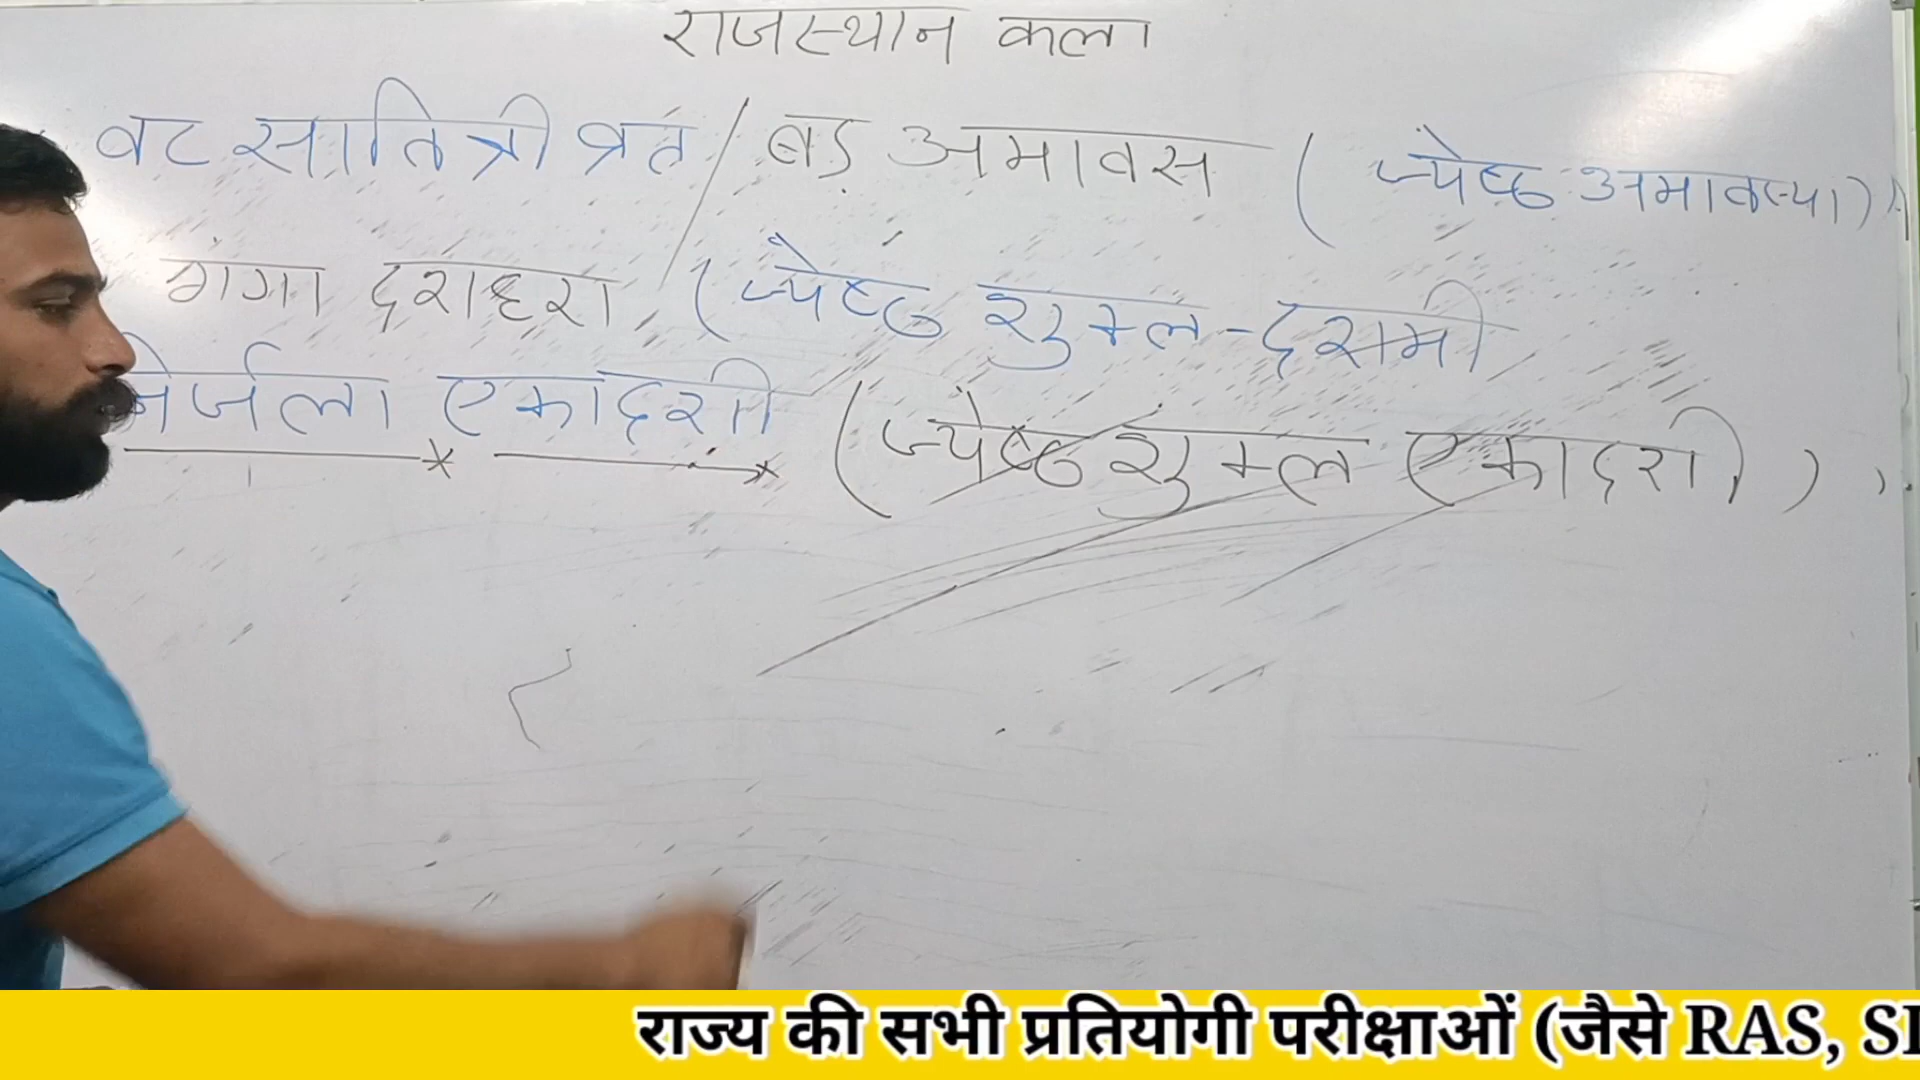 राजस्थान कला
वट सातित्री व्रत / बड़ अमावस ( ज्येष्ठ अमावस्या )
गंगा दशहरा ( ज्येष्ठ शुक्ल - दशमी
निर्जला एकादशी ( ज्येष्ठ शुक्ल एकादशी )
राज्य की सभी प्रतियोगी परीक्षाओं (जैसे RAS, SI